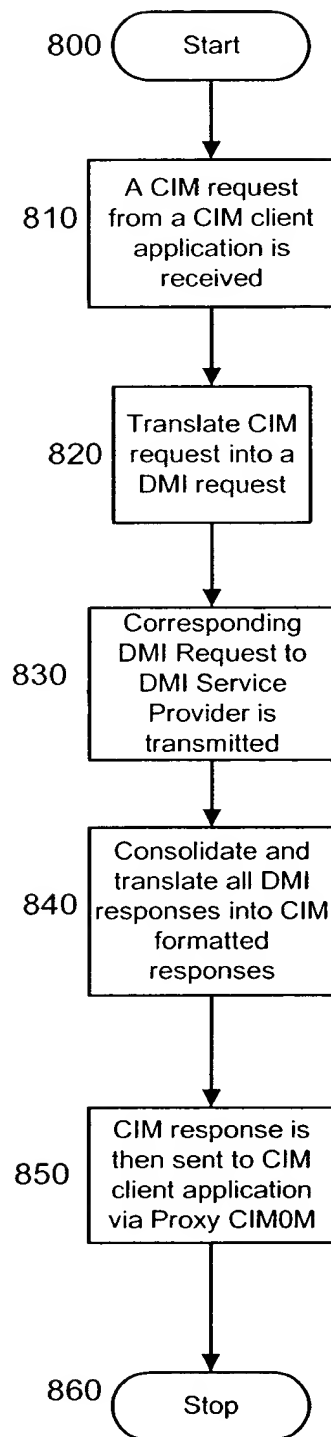 800
Start
810
A CIM request
from a CIM client
application is
received
820
Translate CIM
request into a
DMI request
830
Corresponding
DMI Request to
DMI Service
Provider is
transmitted
840
Consolidate and
translate all DMI
responses into CIM
formatted
responses
850
CIM response is
then sent to CIM
client application
via Proxy CIM0M
860
Stop